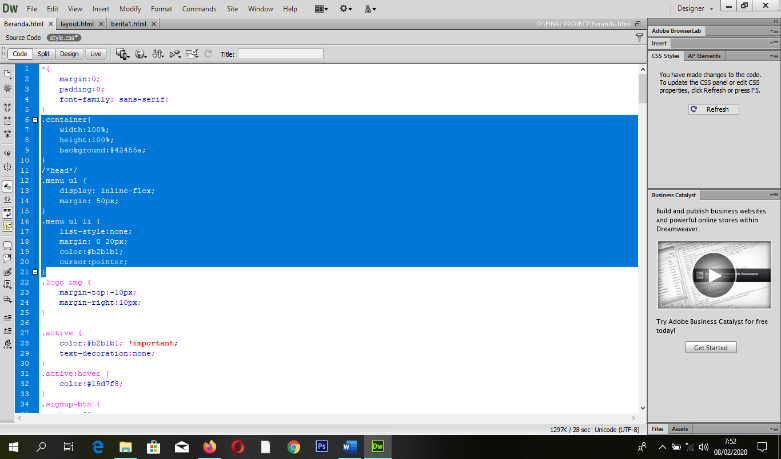 Dw File Edit View Insert Modify Format Commands Site Window Help Designer
Beranda.html layout.html berita1.html D:\FINAL PROJECT\Beranda.html
Source Code style.css*
Code Split Design Live Title:
1 *{
2 margin:0;
3 padding:0;
4 font-family: sans-serif;
5 }
6 .container{
7 width:100%;
8 height:100%;
9 background:#42455a;
10 }
11 /*head*/
12 .menu ul {
13 display: inline-flex;
14 margin: 50px;
15 }
16 .menu ul li {
17 list-style:none;
18 margin: 0 20px;
19 color:#b2b1b1;
20 cursor:pointer;
21 }
22 .logo img {
23 margin-top:-10px;
24 margin-right:10px;
25 }
26
27 .active {
28 color:#b2b1b1; !important;
29 text-decoration:none;
30 }
31 .active:hover {
32 color:#19d7f8;
33 }
34 .signup-btn {
1297K / 28 sec Unicode (UTF-8)
Adobe BrowserLab
Insert
CSS Styles AP Elements
You have made changes to the code.
To update the CSS panel or edit CSS
properties, click Refresh or press F5.
Refresh
Business Catalyst
Build and publish business websites
and powerful online stores within
Dreamweaver.
Try Adobe Business Catalyst for free
today!
Get Started
Files Assets
Ps Dw
7:52
08/02/2020